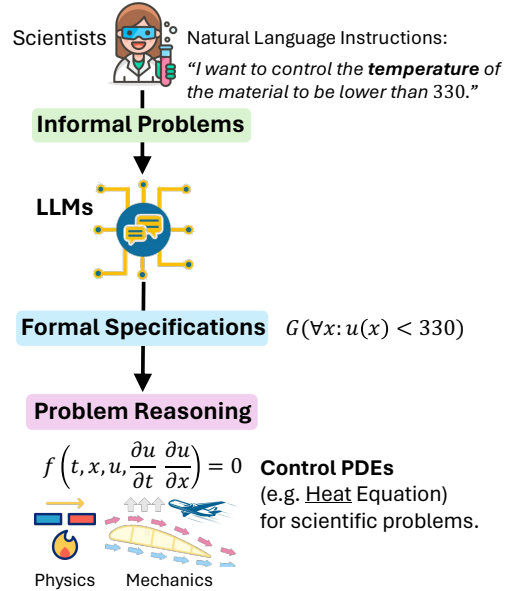 Scientists
Natural Language Instructions:
“I want to control the temperature of
the material to be lower than 330.”
Informal Problems
LLMs
Formal Specifications
G(∀x: u(x) < 330)
Problem Reasoning
f(t, x, u, ∂u/∂t ∂u/∂x) = 0
Control PDEs
(e.g. Heat Equation)
for scientific problems.
Physics
Mechanics